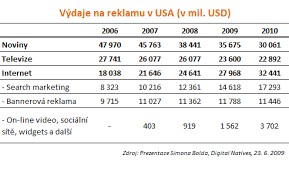 Výdaje na reklamu v USA (v mil. USD)
2006 2007 2008 2009 2010
Noviny 47 970 45 763 38 441 35 675 30 061
Televize 27 741 26 077 26 077 23 600 22 892
Internet 18 038 21 646 24 641 27 968 32 441
- Search marketing 8 323 10 216 12 361 14 618 17 293
- Bannerová reklama 9 715 11 027 11 362 11 788 11 446
- On-line video, sociální
sítě, widgets a další - 403 919 1 562 3 702
Zdroj: Prezentace Simona Bolda, Digital Natives, 23. 6. 2009